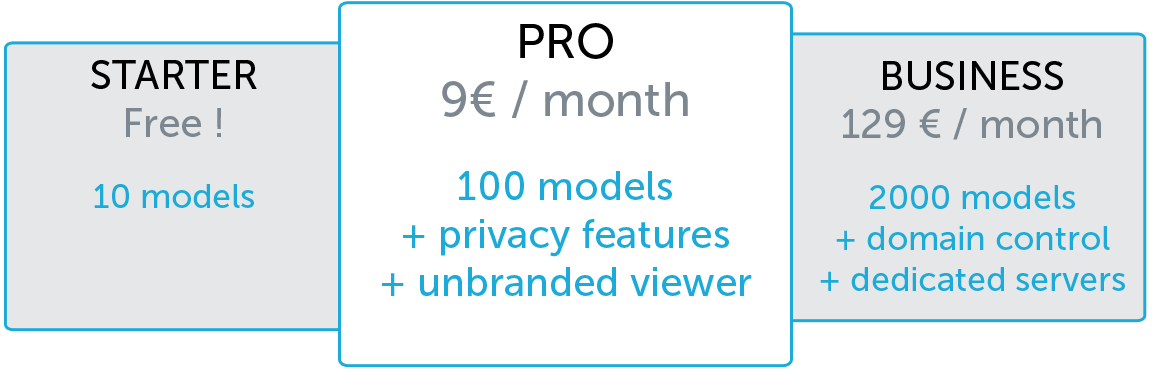 STARTER
Free !
10 models
PRO
9€ / month
100 models
+ privacy features
+ unbranded viewer
BUSINESS
129 € / month
2000 models
+ domain control
+ dedicated servers